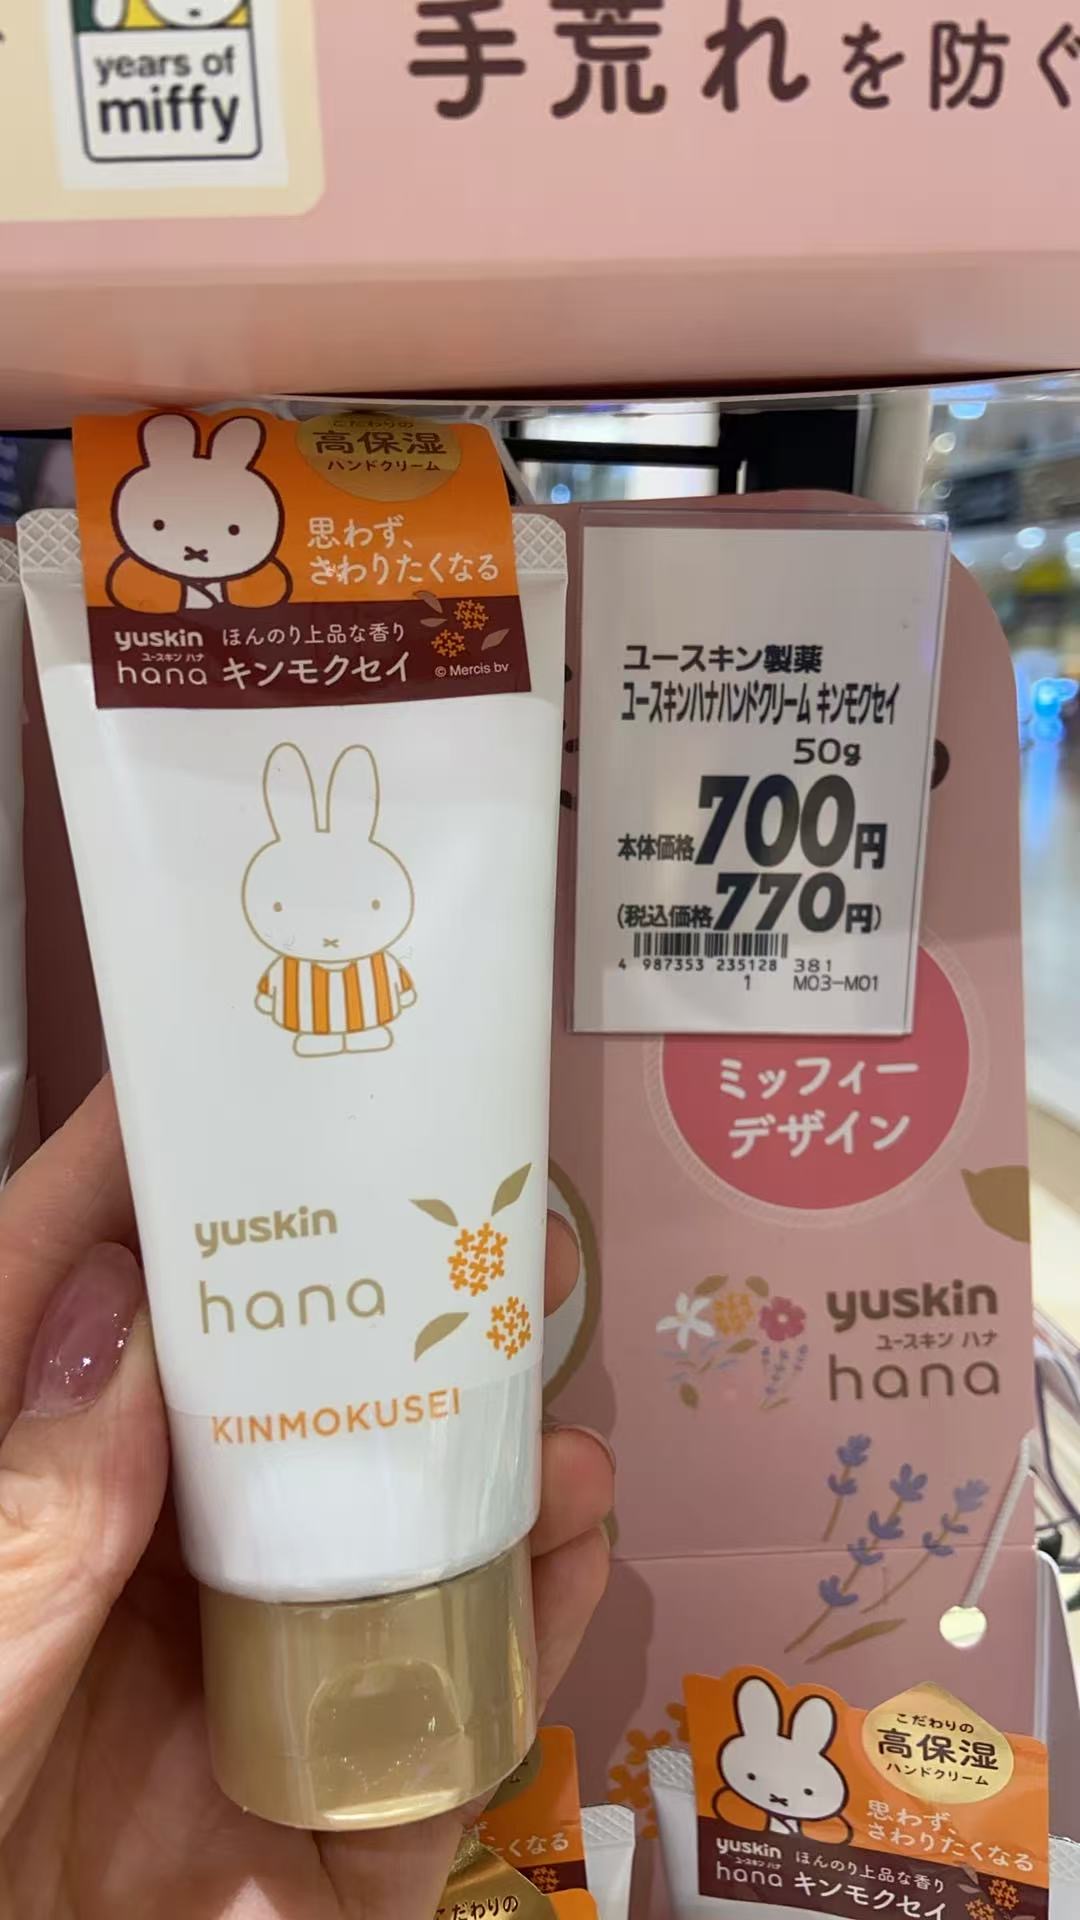 years of
miffy
手荒れを防ぐ
こだわりの
高保湿
ハンドクリーム
思わず、
さわりたくなる
yuskin
ユースキン ハナ
hana
ほんのり上品な香り
キンモクセイ
© Mercis bv
yuskin
hana
KINMOKUSEI
ユースキン製薬
ユースキンハナハンドクリーム キンモクセイ
50g
本体価格700円
(税込価格770円)
4 987353 235128 381
1 M03-M01
ミッフィー
デザイン
yuskin
ユースキン ハナ
hana
こだわりの
高保湿
ハンドクリーム
思わず、
さわりたくなる
yuskin
ユースキン ハナ
hana
ほんのり上品な香り
キンモクセイ
くなる
こだわりの